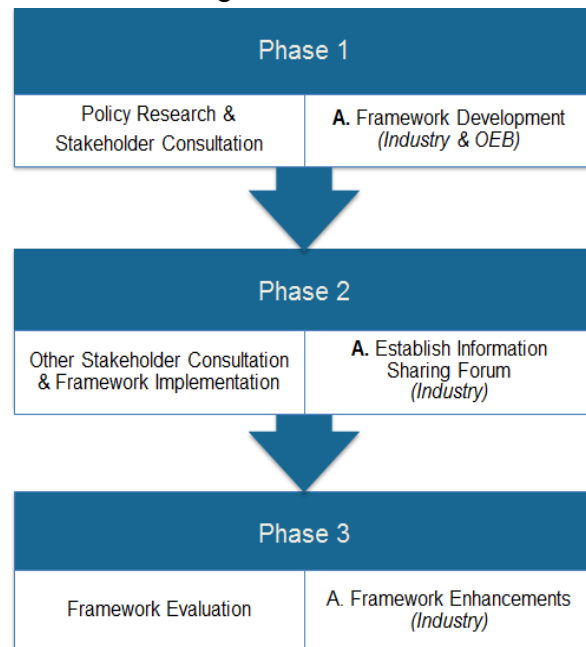 Phase 1
Policy Research &
Stakeholder Consultation
A. Framework Development
(Industry & OEB)
Phase 2
Other Stakeholder Consultation
& Framework Implementation
A. Establish Information
Sharing Forum
(Industry)
Phase 3
Framework Evaluation
A. Framework Enhancements
(Industry)